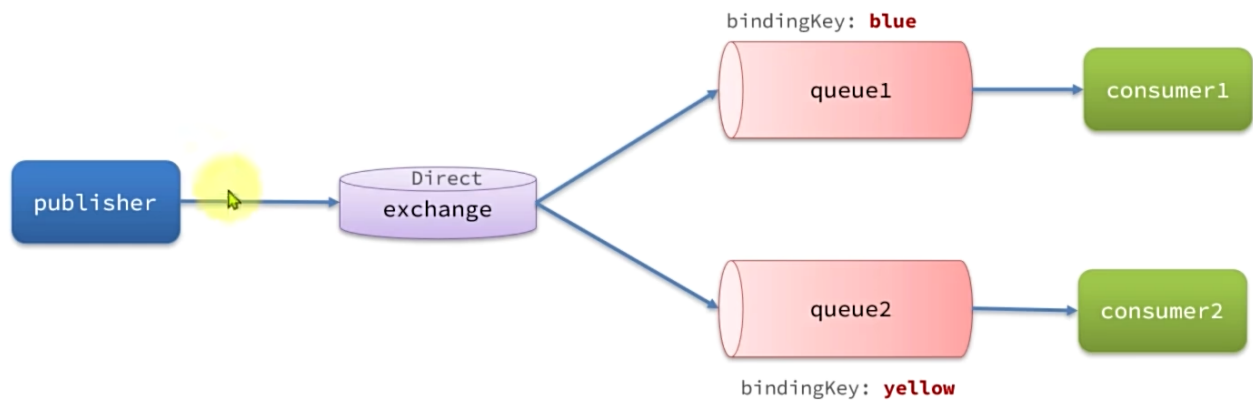 bindingKey: blue
queue1
consumer1
publisher
Direct
exchange
queue2
consumer2
bindingKey: yellow